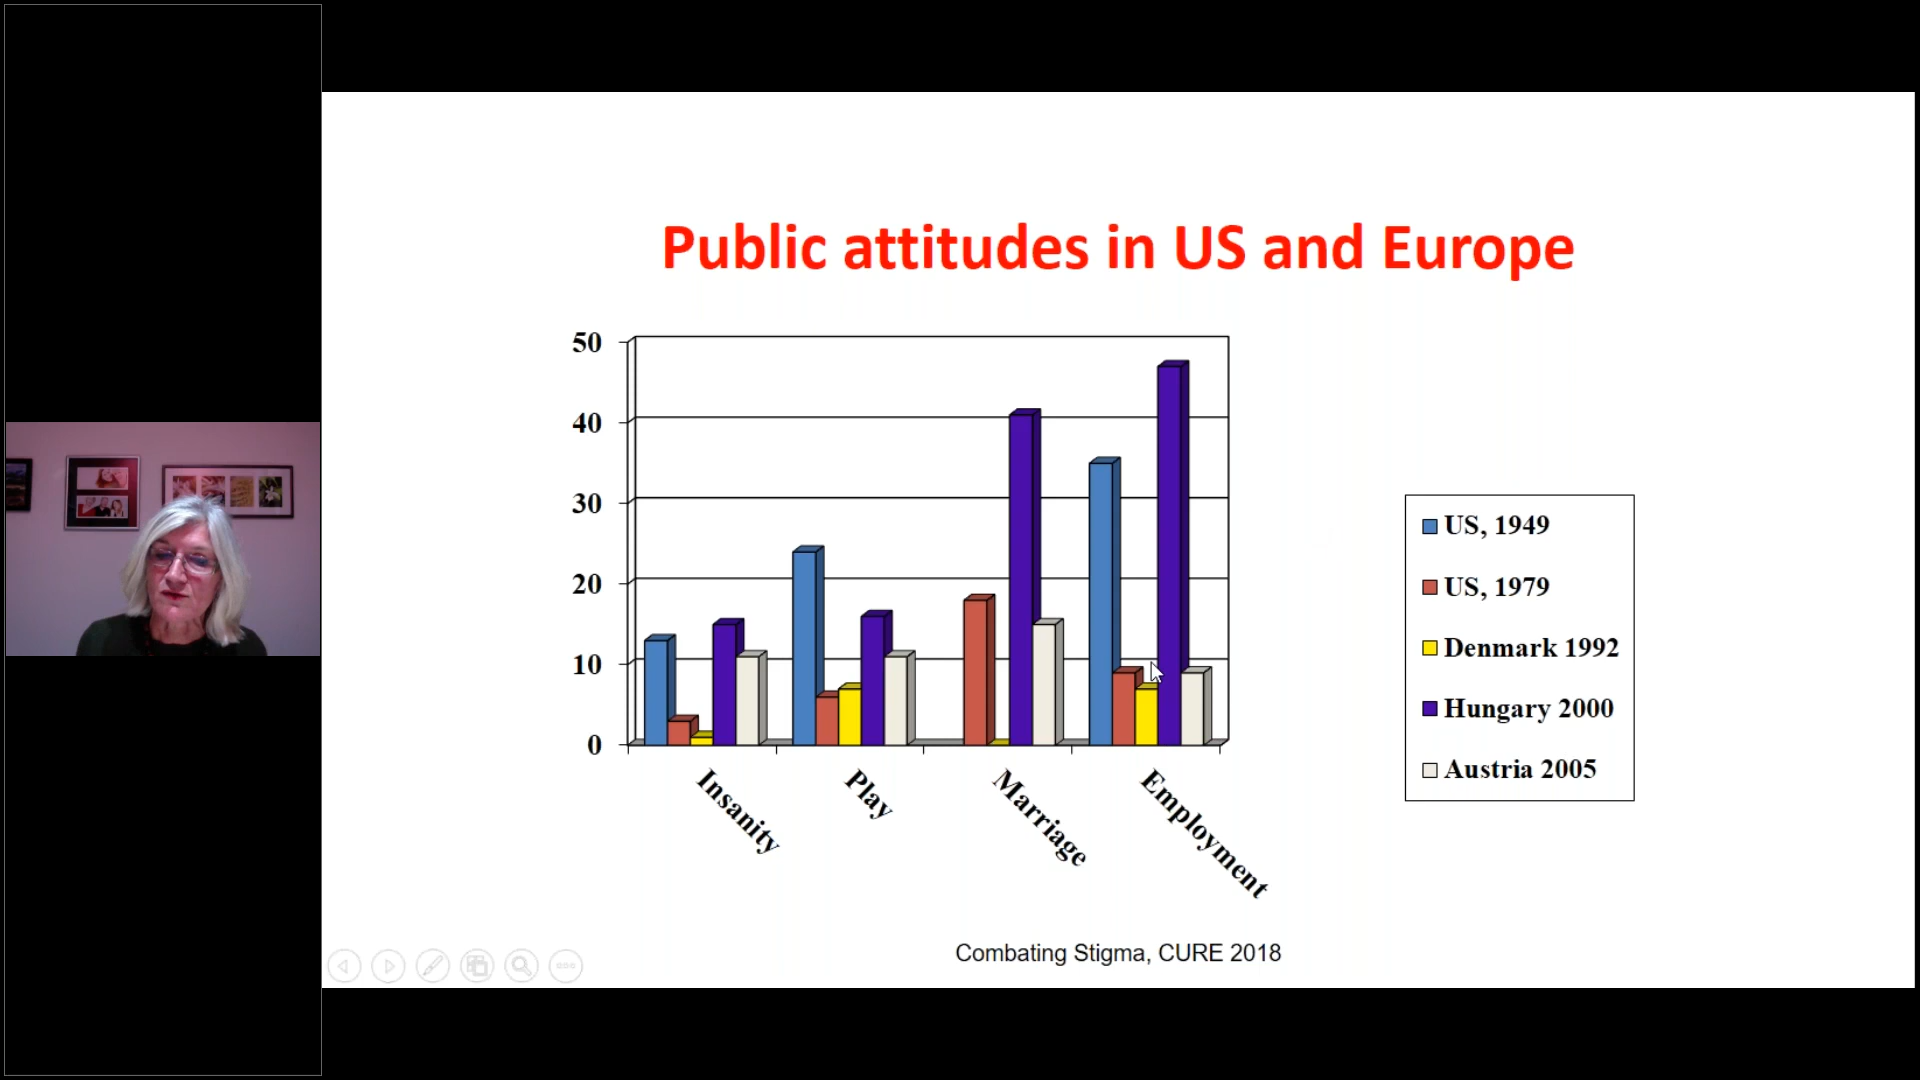 Public attitudes in US and Europe
50
40
30
20
10
0
Insanity
Play
Marriage
Employment
US, 1949
US, 1979
Denmark 1992
Hungary 2000
Austria 2005
Combating Stigma, CURE 2018